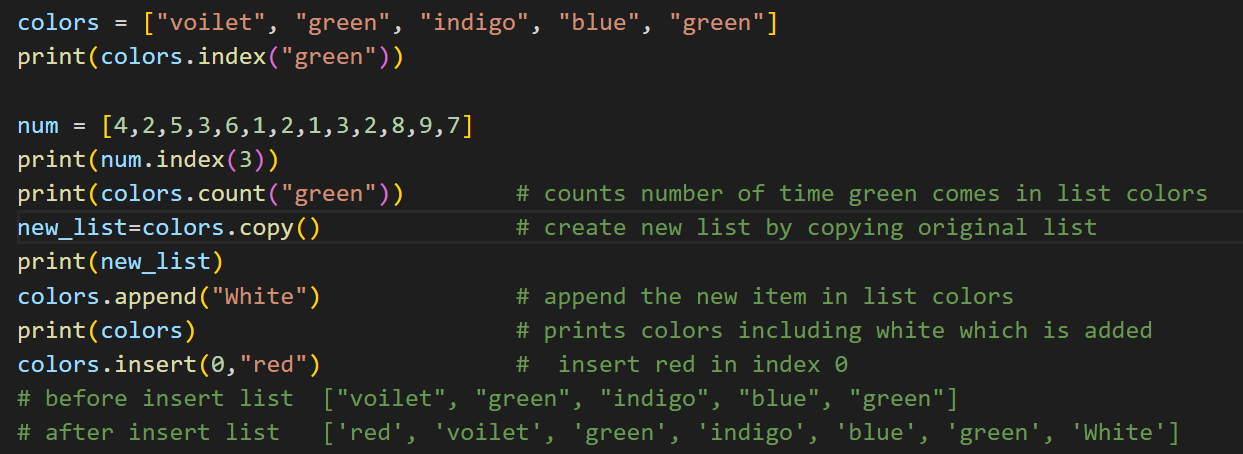 colors = ["voilet", "green", "indigo", "blue", "green"]
print(colors.index("green"))
num = [4,2,5,3,6,1,2,1,3,2,8,9,7]
print(num.index(3))
print(colors.count("green"))        # counts number of time green comes in list colors
new_list=colors.copy()              # create new list by copying original list
print(new_list)
colors.append("White")              # append the new item in list colors
print(colors)                       # prints colors including white which is added
colors.insert(0,"red")              #  insert red in index 0
# before insert list  ["voilet", "green", "indigo", "blue", "green"]
# after insert list   ['red', 'voilet', 'green', 'indigo', 'blue', 'green', 'White']